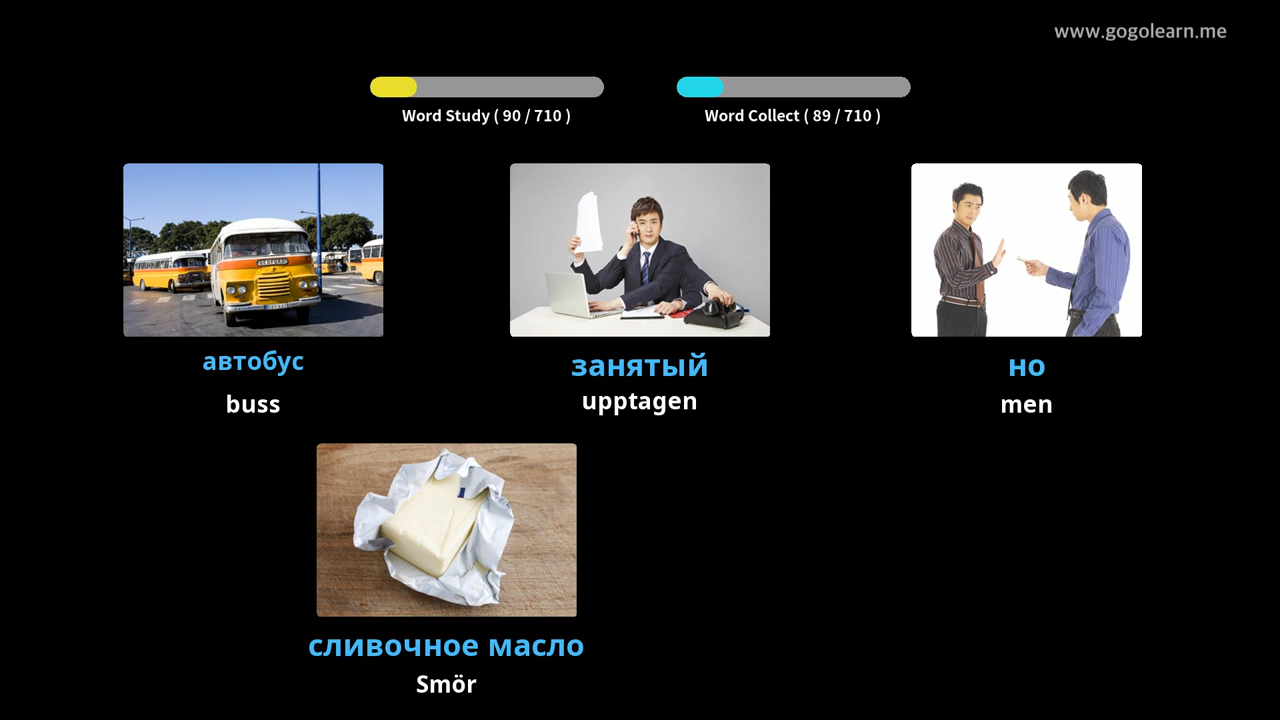 www.gogolearn.me
Word Study ( 90 / 710 )
Word Collect ( 89 / 710 )
BEDFORD
автобус
занятый
но
buss
upptagen
men
сливочное масло
Smör